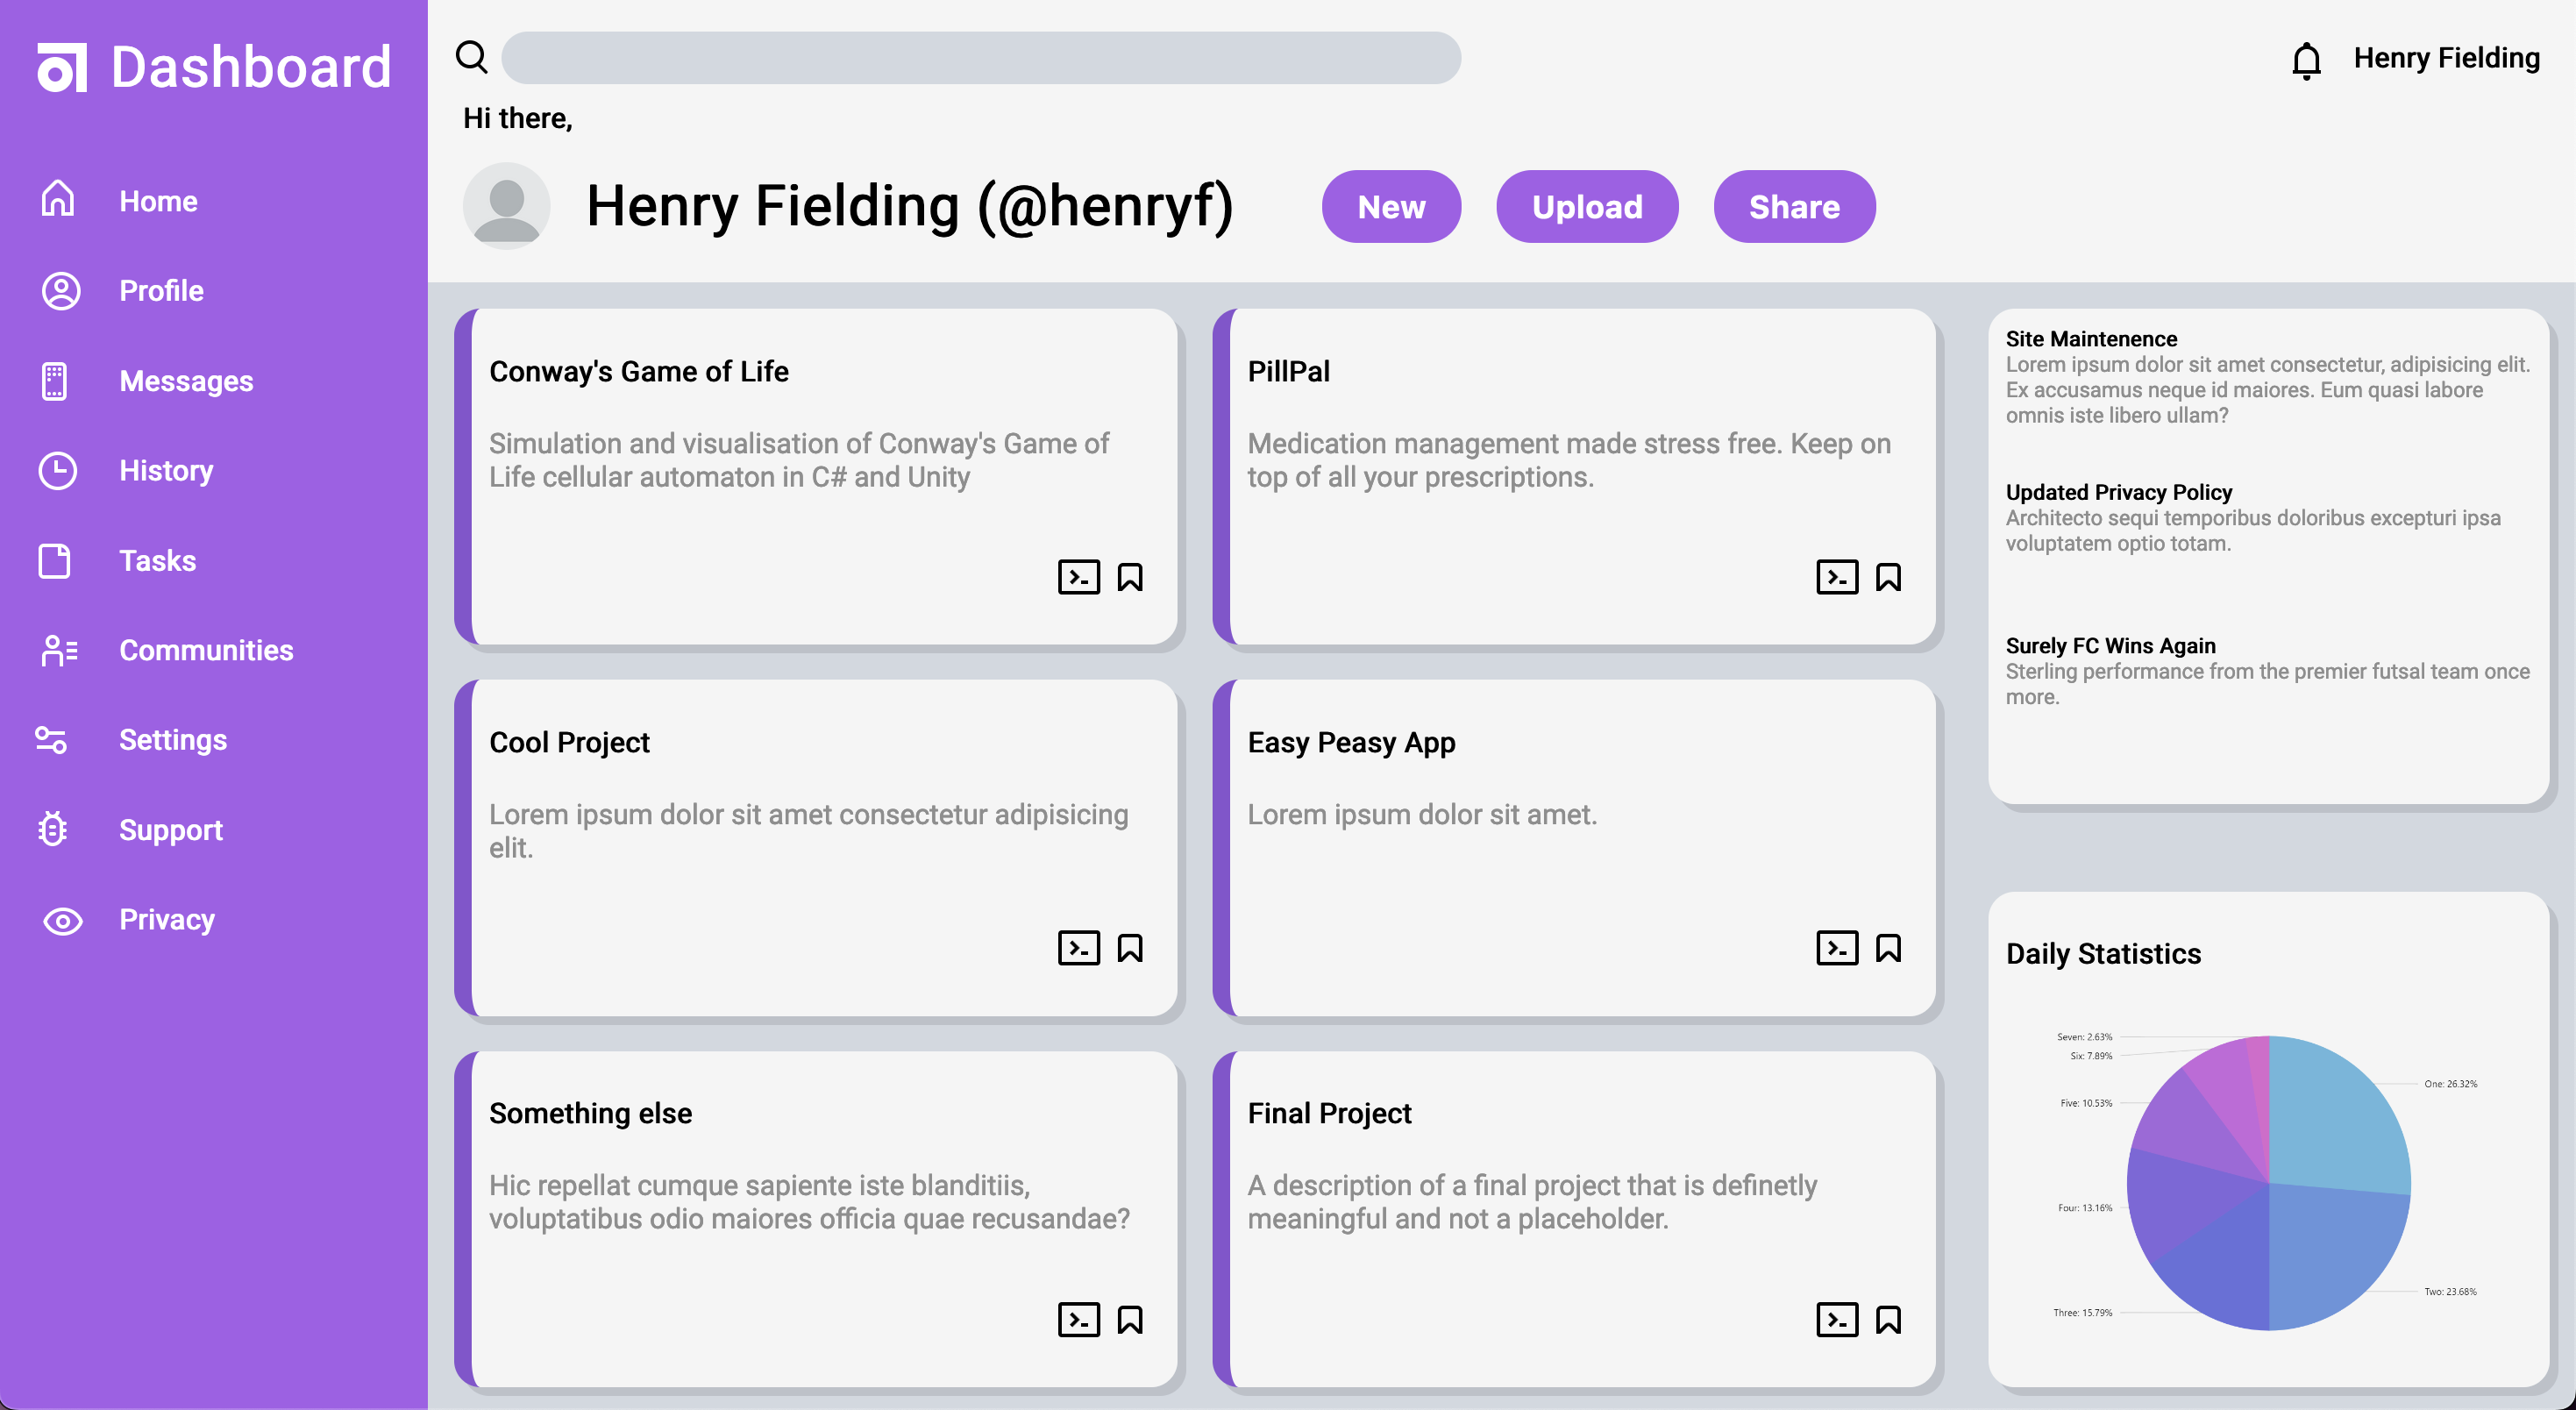 Dashboard
Home
Profile
Messages
History
Tasks
Communities
Settings
Support
Privacy
Henry Fielding
Hi there,
Henry Fielding (@henryf)
New
Upload
Share
Conway's Game of Life
Simulation and visualisation of Conway's Game of
Life cellular automaton in C# and Unity
PillPal
Medication management made stress free. Keep on
top of all your prescriptions.
Cool Project
Lorem ipsum dolor sit amet consectetur adipisicing
elit.
Easy Peasy App
Lorem ipsum dolor sit amet.
Something else
Hic repellat cumque sapiente iste blanditiis,
voluptatibus odio maiores officia quae recusandae?
Final Project
A description of a final project that is definetly
meaningful and not a placeholder.
Site Maintenence
Lorem ipsum dolor sit amet consectetur, adipisicing elit.
Ex accusamus neque id maiores. Eum quasi labore
omnis iste libero ullam?
Updated Privacy Policy
Architecto sequi temporibus doloribus excepturi ipsa
voluptatem optio totam.
Surely FC Wins Again
Sterling performance from the premier futsal team once
more.
Daily Statistics
Seven: 2.63%
Six: 7.89%
One: 26.32%
Five: 10.53%
Four: 13.16%
Two: 23.68%
Three: 15.79%